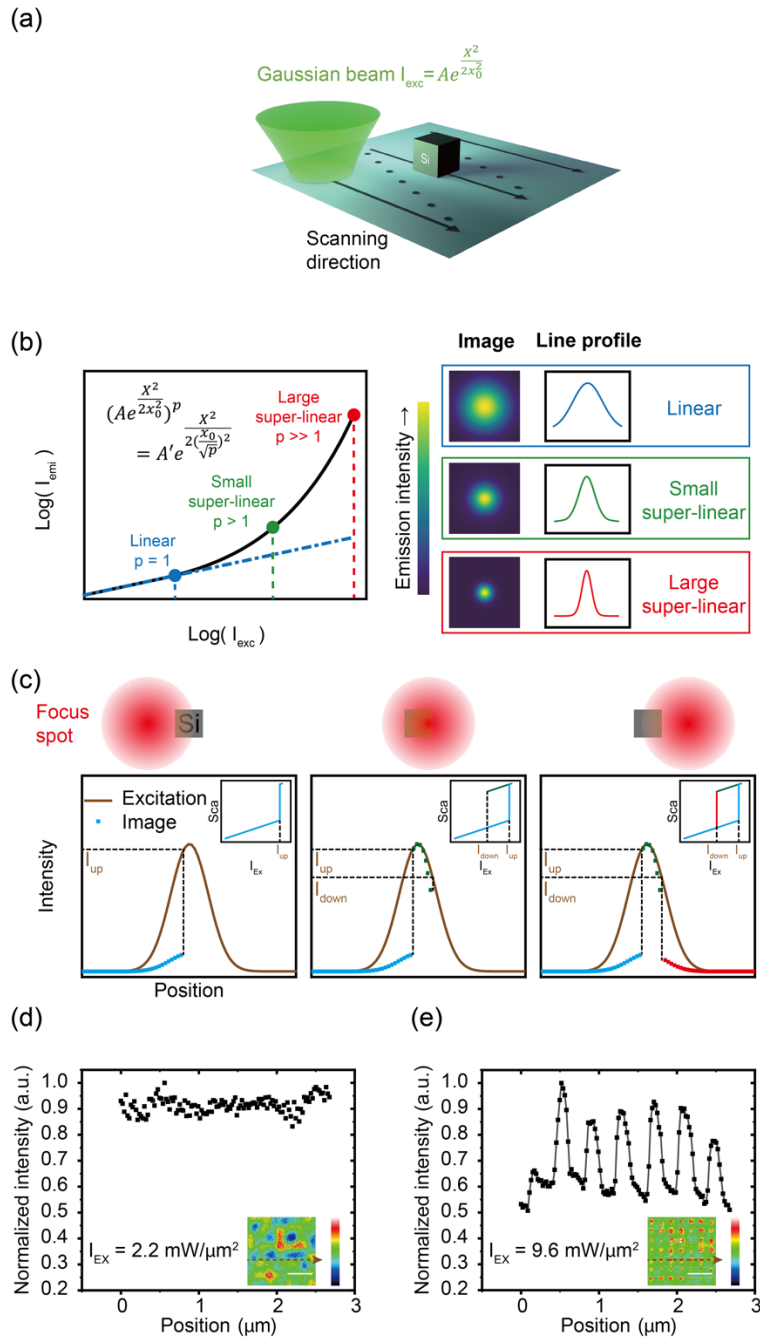 (a)
Gaussian beam I_exc = Ae^{X²/2x₀²}
Si
Scanning
direction
(b)
(Ae^{X²/2x₀²})^p
= A'e^{X²/2(x₀/√p)²}
Large
super-linear
p >> 1
Small
super-linear
p > 1
Linear
p = 1
Log( I_emi)
Log( I_exc)
Emission intensity →
Image Line profile
Linear
Small
super-linear
Large
super-linear
(c)
Focus
spot
Si
Excitation
Image
Sca
I_up
I_Ex
I_up
Intensity
Position
Sca
I_down I_up
I_Ex
I_up
I_down
Sca
I_down I_up
I_Ex
I_up
I_down
(d)
Normalized intensity (a.u.)
1.0
0.9
0.8
0.7
0.6
0.5
0.4
0.3
0.2
I_EX = 2.2 mW/μm²
0 1 2 3
Position (μm)
(e)
Normalized intensity (a.u.)
1.0
0.9
0.8
0.7
0.6
0.5
0.4
0.3
0.2
I_EX = 9.6 mW/μm²
0 1 2 3
Position (μm)